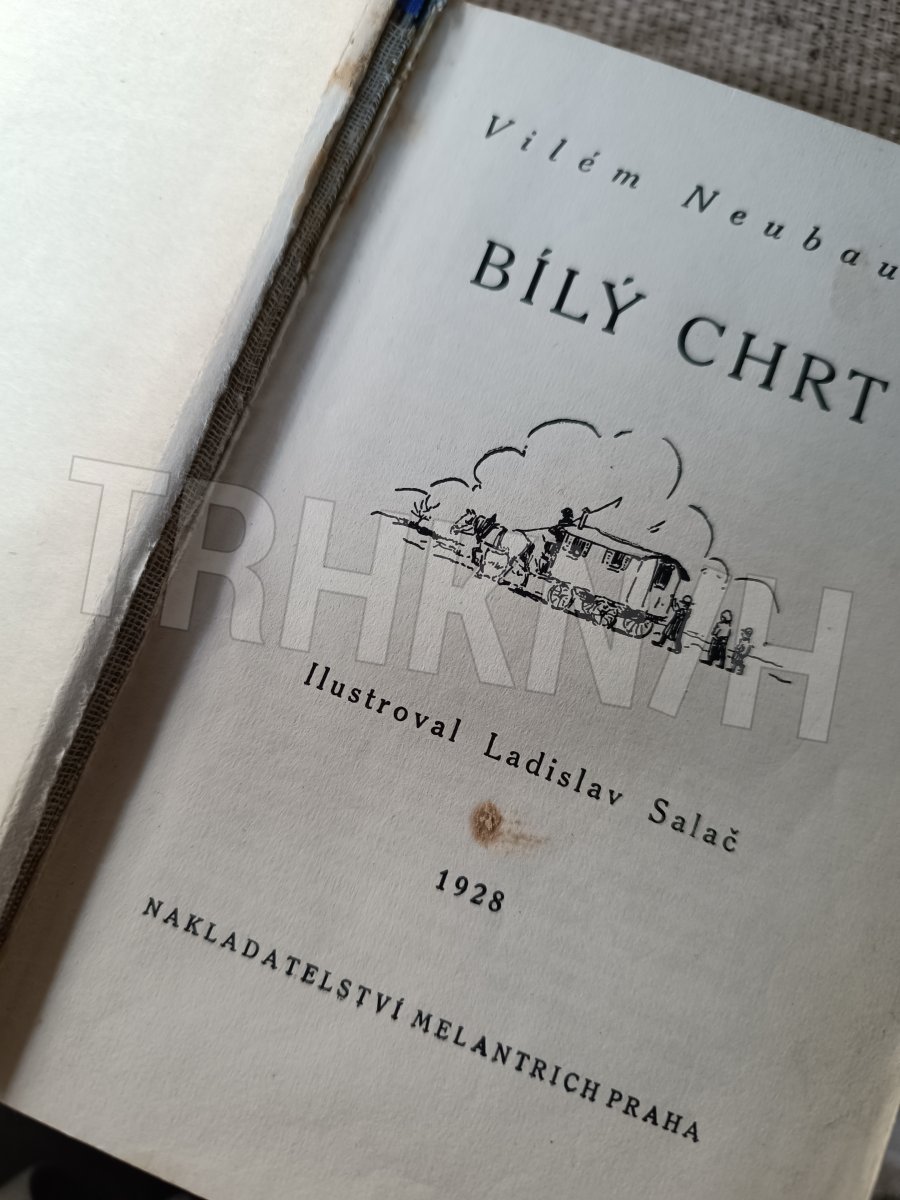 Vilém Neubau
BÍLÝ CHRT
TRHKNIH
Ilustroval Ladislav Salač
1928
NAKLADATELSTVÍ MELANTRICH PRAHA